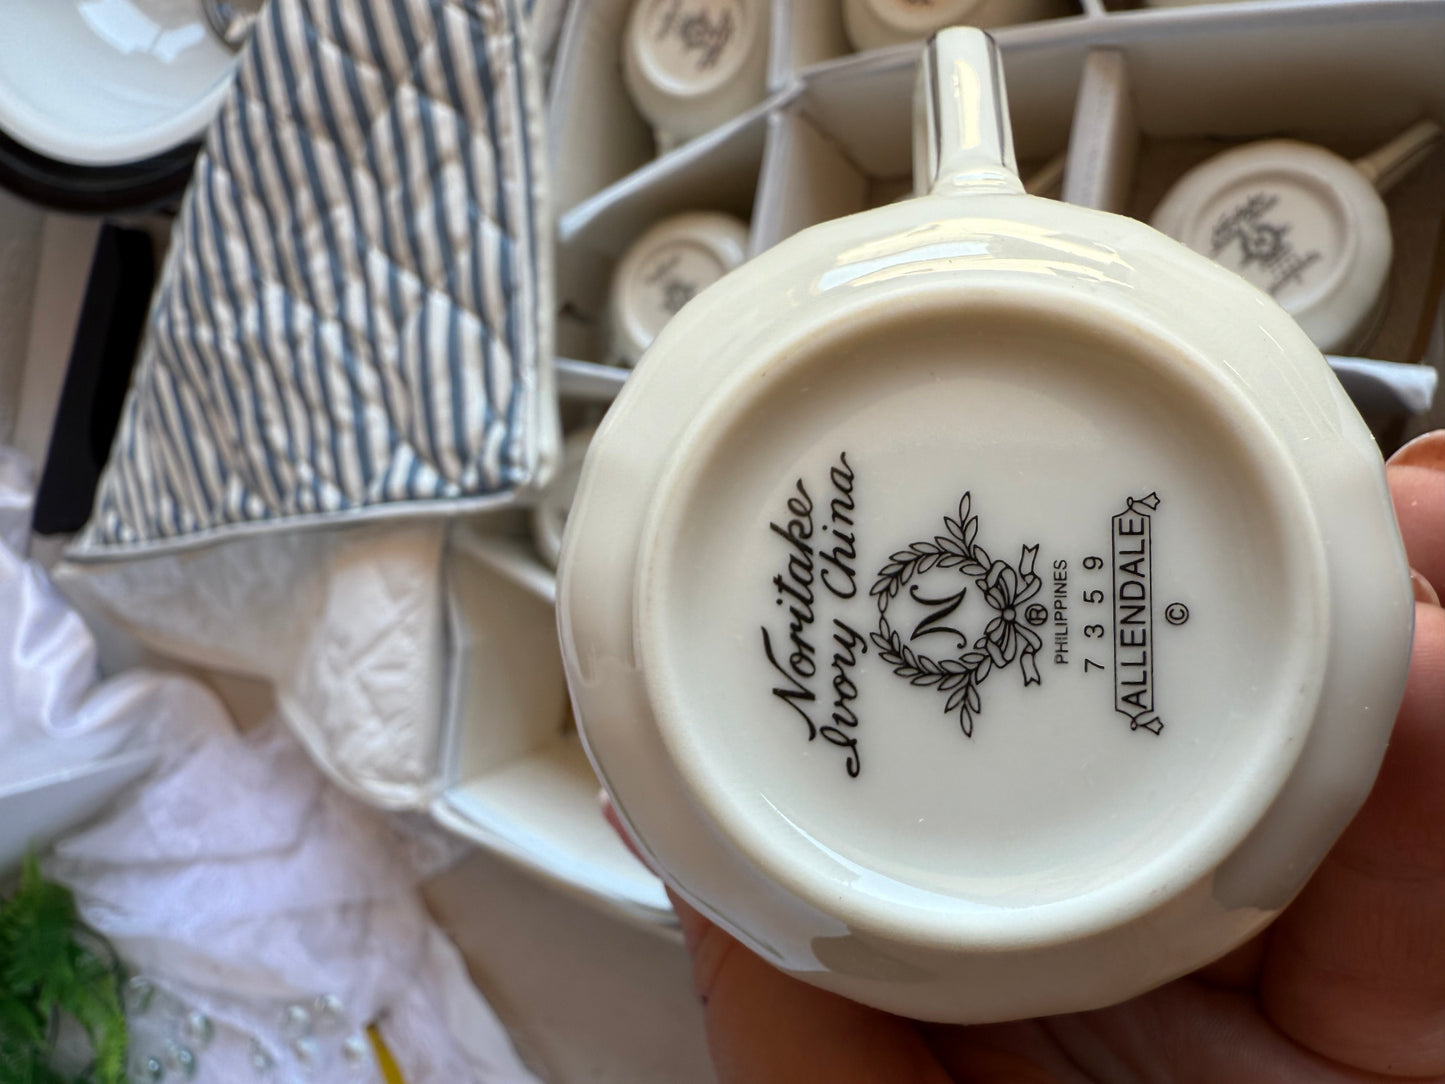 Noritake
Ivory China
N
®
PHILIPPINES
7359
ALLENDALE
©